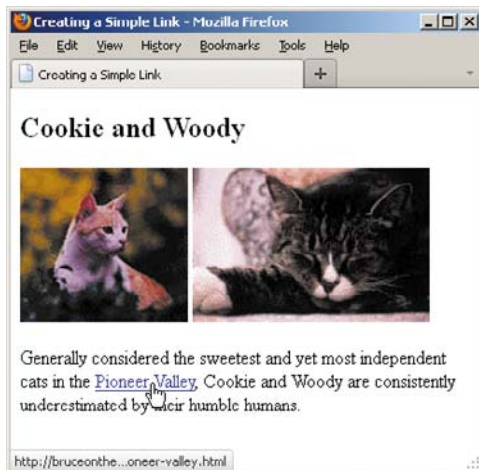 Creating a Simple Link - Mozilla Firefox
File Edit View History Bookmarks Tools Help
Creating a Simple Link
Cookie and Woody
Generally considered the sweetest and yet most independent
cats in the Pioneer Valley, Cookie and Woody are consistently
underestimated by their humble humans.
http://bruceonthe...oneer-valley.html